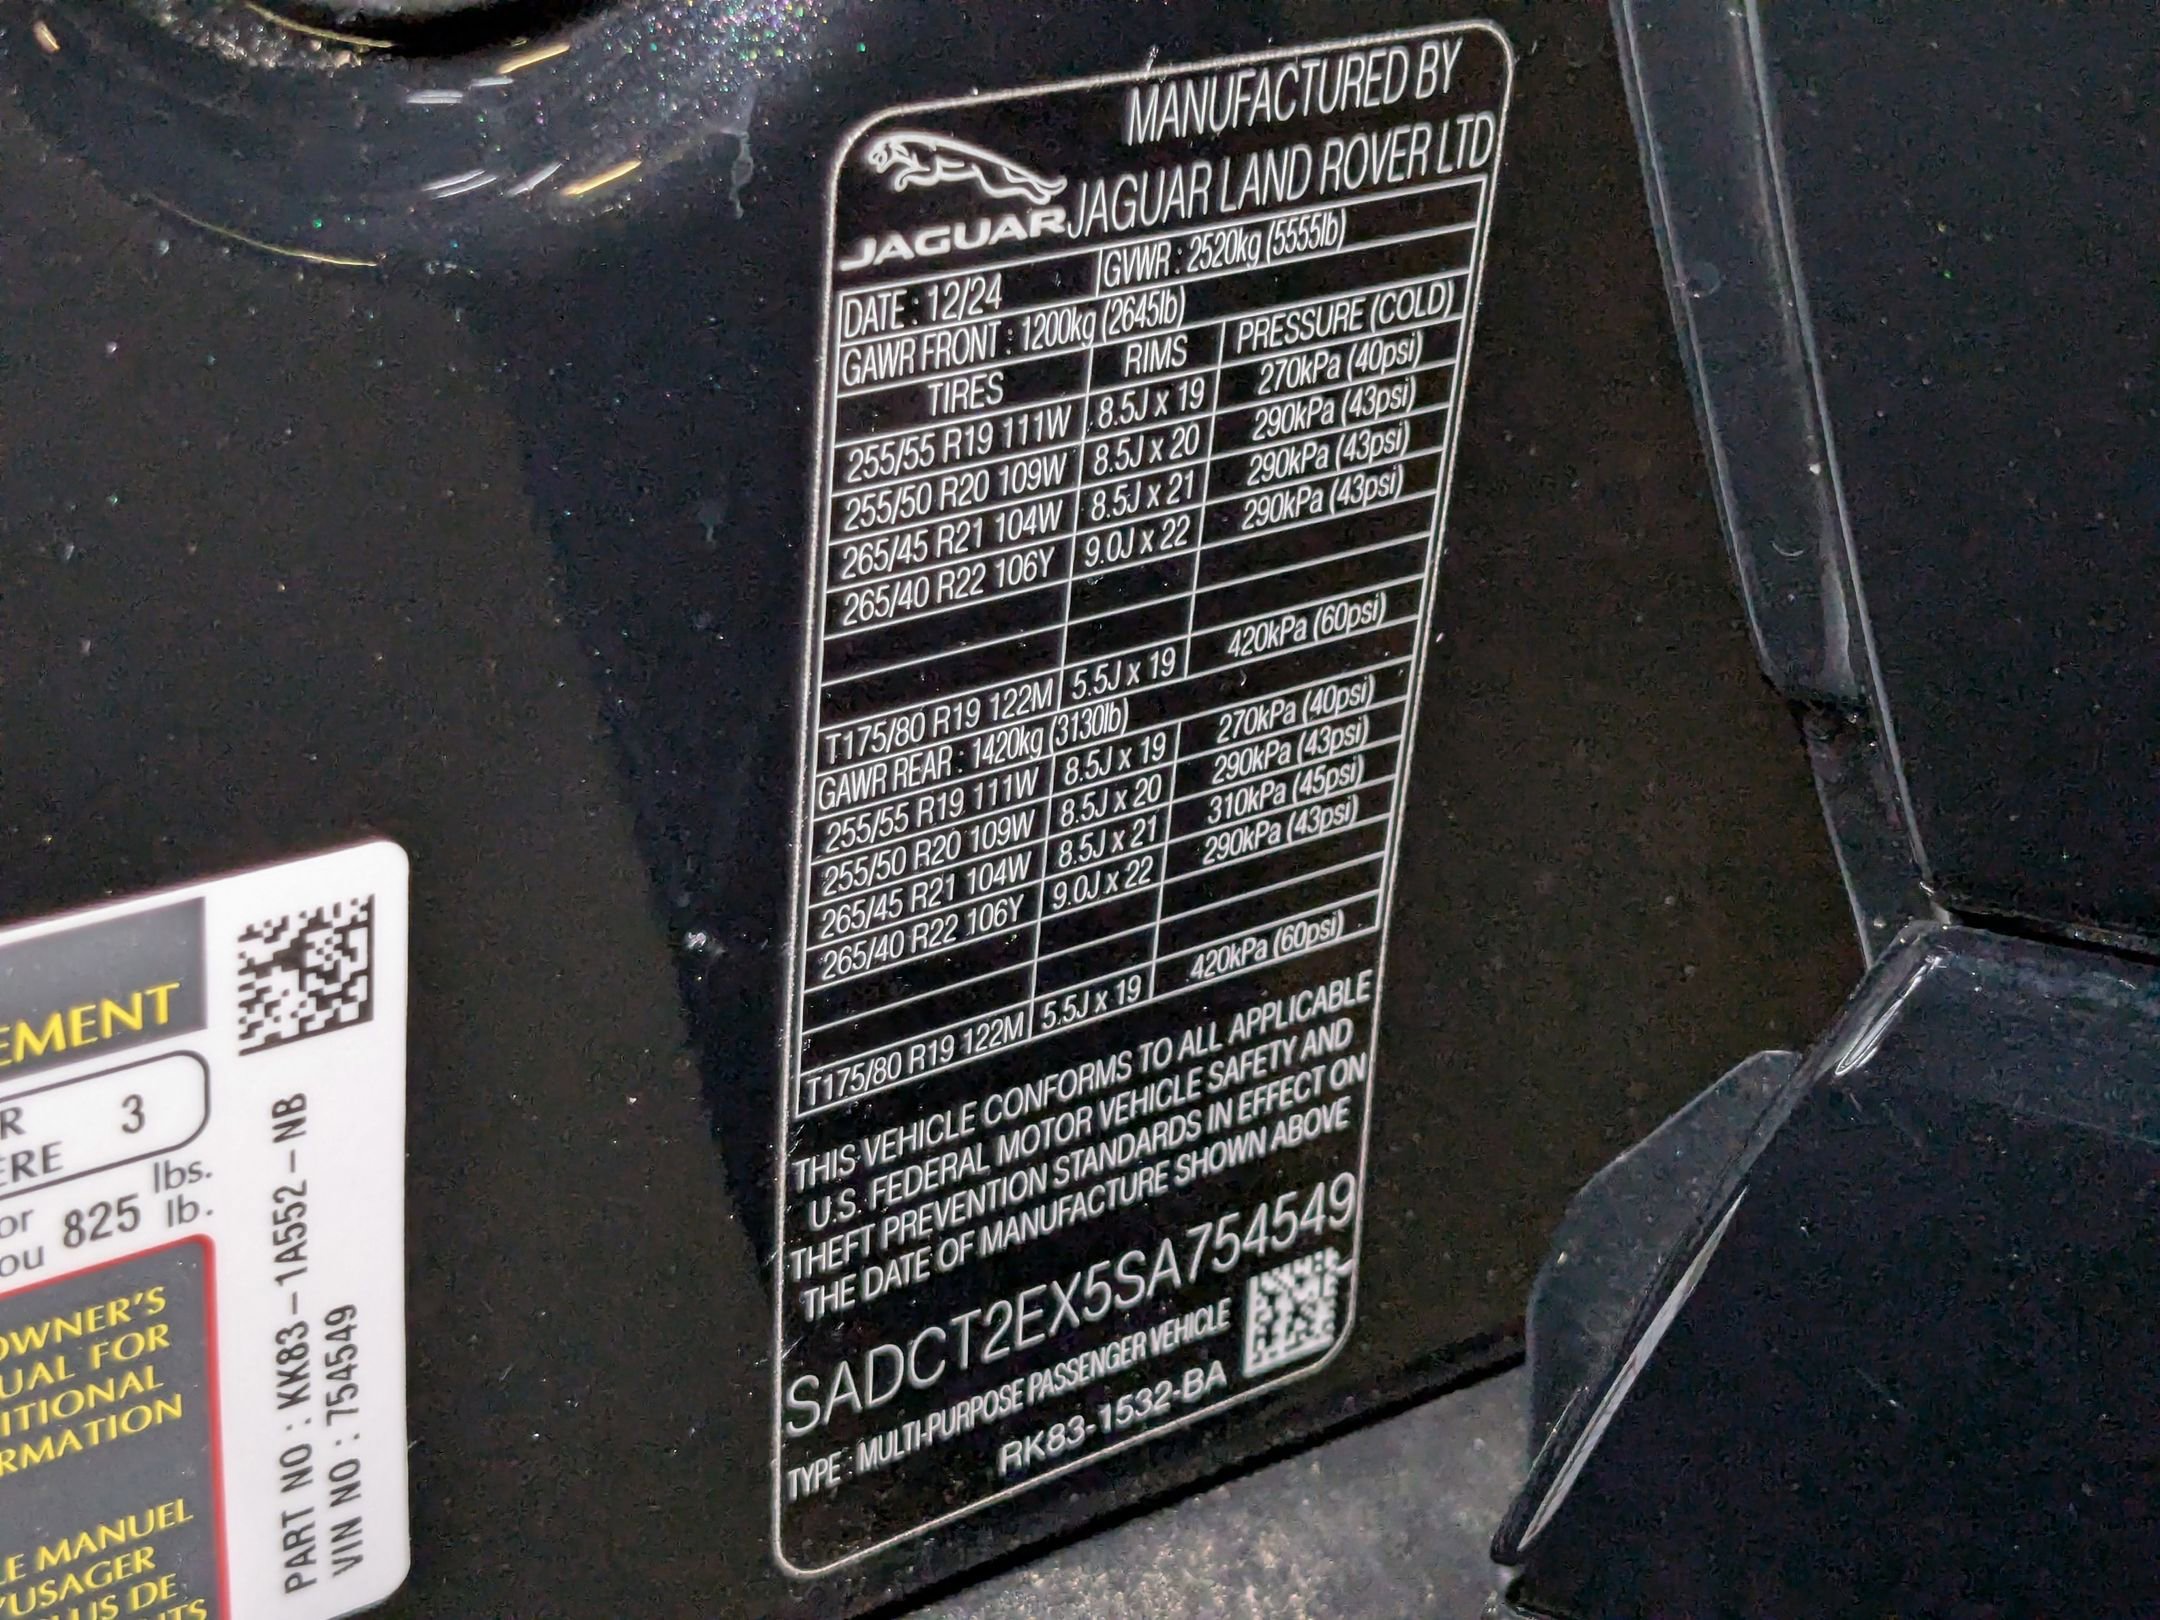 MANUFACTURED BY
JAGUAR JAGUAR LAND ROVER LTD
DATE : 12/24 GVWR : 2520kg (5555lb)
GAWR FRONT : 1200kg (2645lb)
TIRES RIMS PRESSURE (COLD)
255/55 R19 111W 8.5J x 19 270kPa (40psi)
255/50 R20 109W 8.5J x 20 290kPa (43psi)
265/45 R21 104W 8.5J x 21 290kPa (43psi)
265/40 R22 106Y 9.0J x 22 290kPa (43psi)
T175/80 R19 122M 5.5J x 19 420kPa (60psi)
GAWR REAR : 1420kg (3130lb)
255/55 R19 111W 8.5J x 19 270kPa (40psi)
255/50 R20 109W 8.5J x 20 290kPa (43psi)
265/45 R21 104W 8.5J x 21 310kPa (45psi)
265/40 R22 106Y 9.0J x 22 290kPa (43psi)
T175/80 R19 122M 5.5J x 19 420kPa (60psi)
THIS VEHICLE CONFORMS TO ALL APPLICABLE
U.S. FEDERAL MOTOR VEHICLE SAFETY AND
THEFT PREVENTION STANDARDS IN EFFECT ON
THE DATE OF MANUFACTURE SHOWN ABOVE
SADCT2EX5SA754549
TYPE : MULTI-PURPOSE PASSENGER VEHICLE
RK83-1532-BA
EMENT
R
ERE 3
or 825 lbs.
ou lb.
OWNER'S
UAL FOR
ITIONAL
RMATION
LE MANUEL
'USAGER
LUS DE
NTS
PART NO : KK83-1A552-NB
VIN NO : 754549